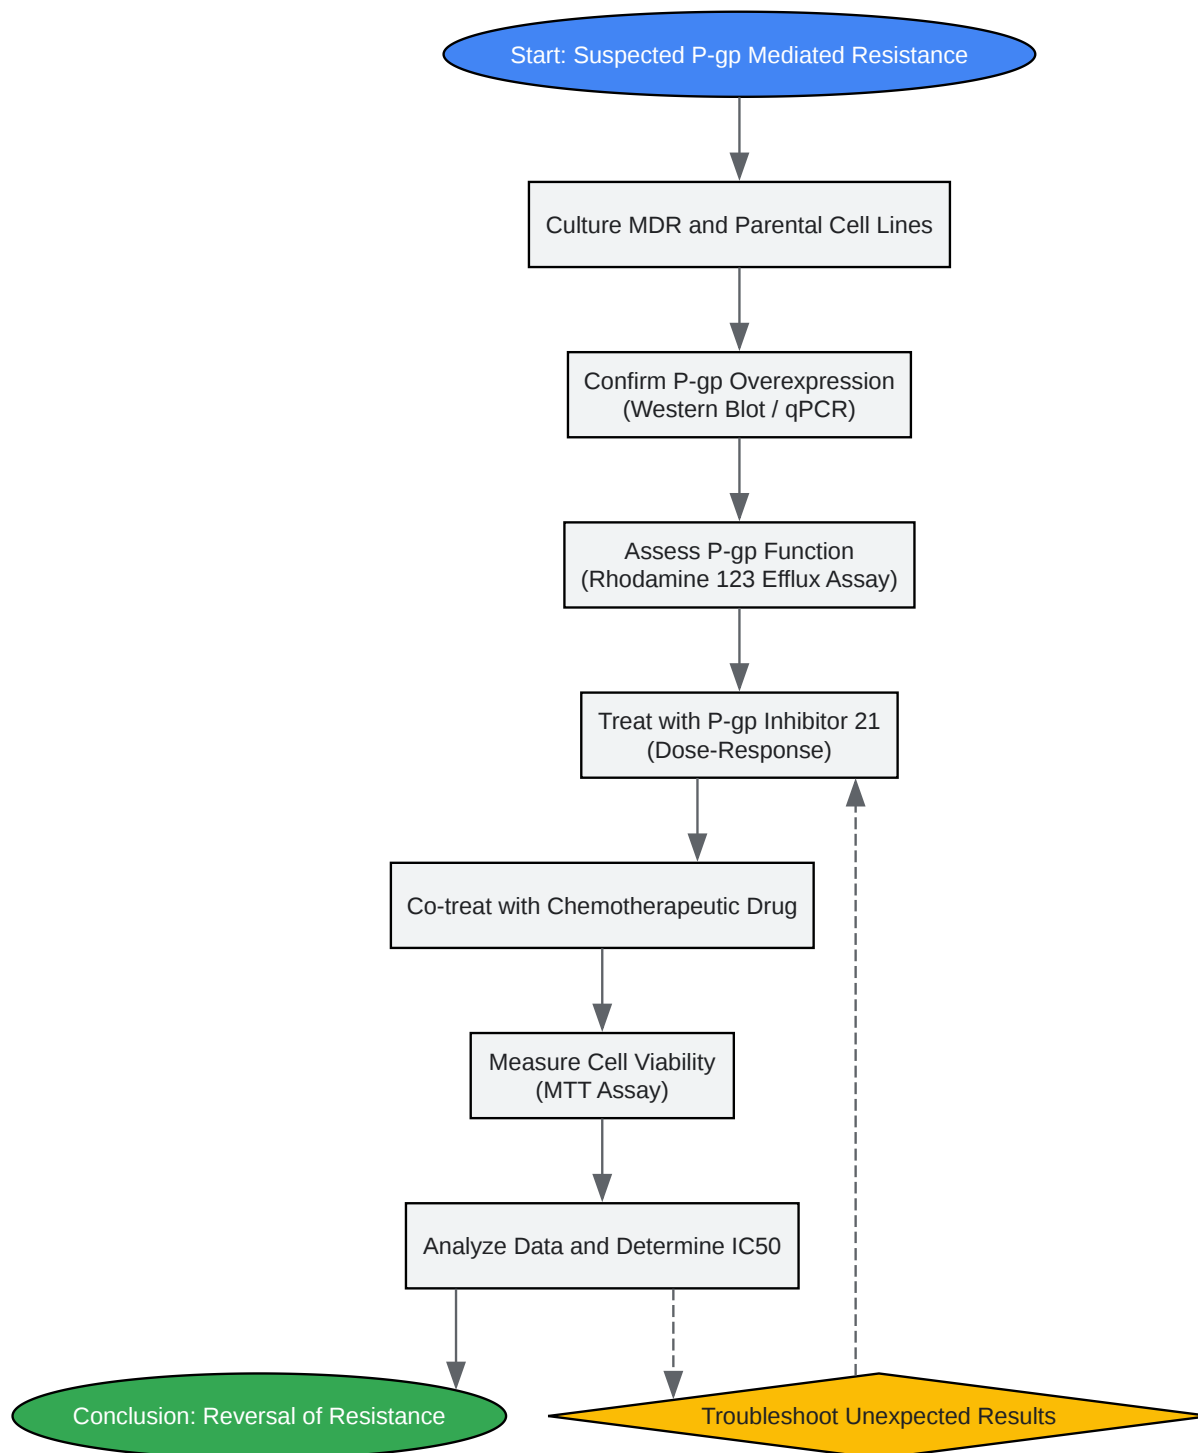 Start: Suspected P-gp Mediated Resistance
Culture MDR and Parental Cell Lines
Confirm P-gp Overexpression
(Western Blot / qPCR)
Assess P-gp Function
(Rhodamine 123 Efflux Assay)
Treat with P-gp Inhibitor 21
(Dose-Response)
Co-treat with Chemotherapeutic Drug
Measure Cell Viability
(MTT Assay)
Analyze Data and Determine IC50
Conclusion: Reversal of Resistance
Troubleshoot Unexpected Results